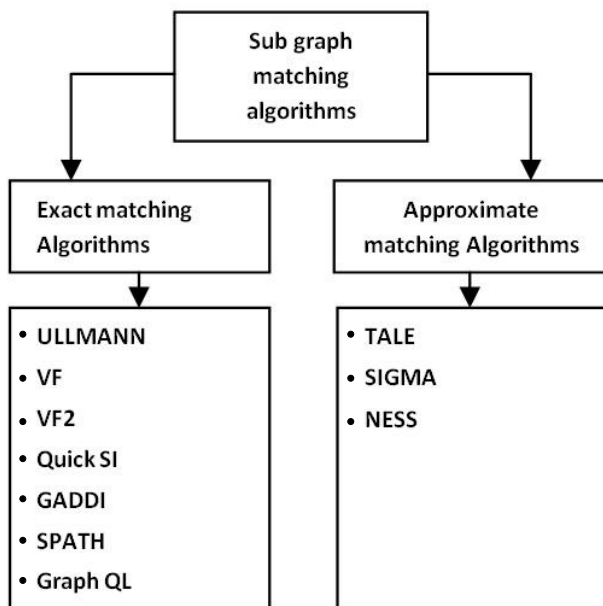 Sub graph
matching
algorithms
Exact matching
Algorithms
Approximate
matching Algorithms
• ULLMANN
• VF
• VF2
• Quick SI
• GADDI
• SPATH
• Graph QL
• TALE
• SIGMA
• NESS